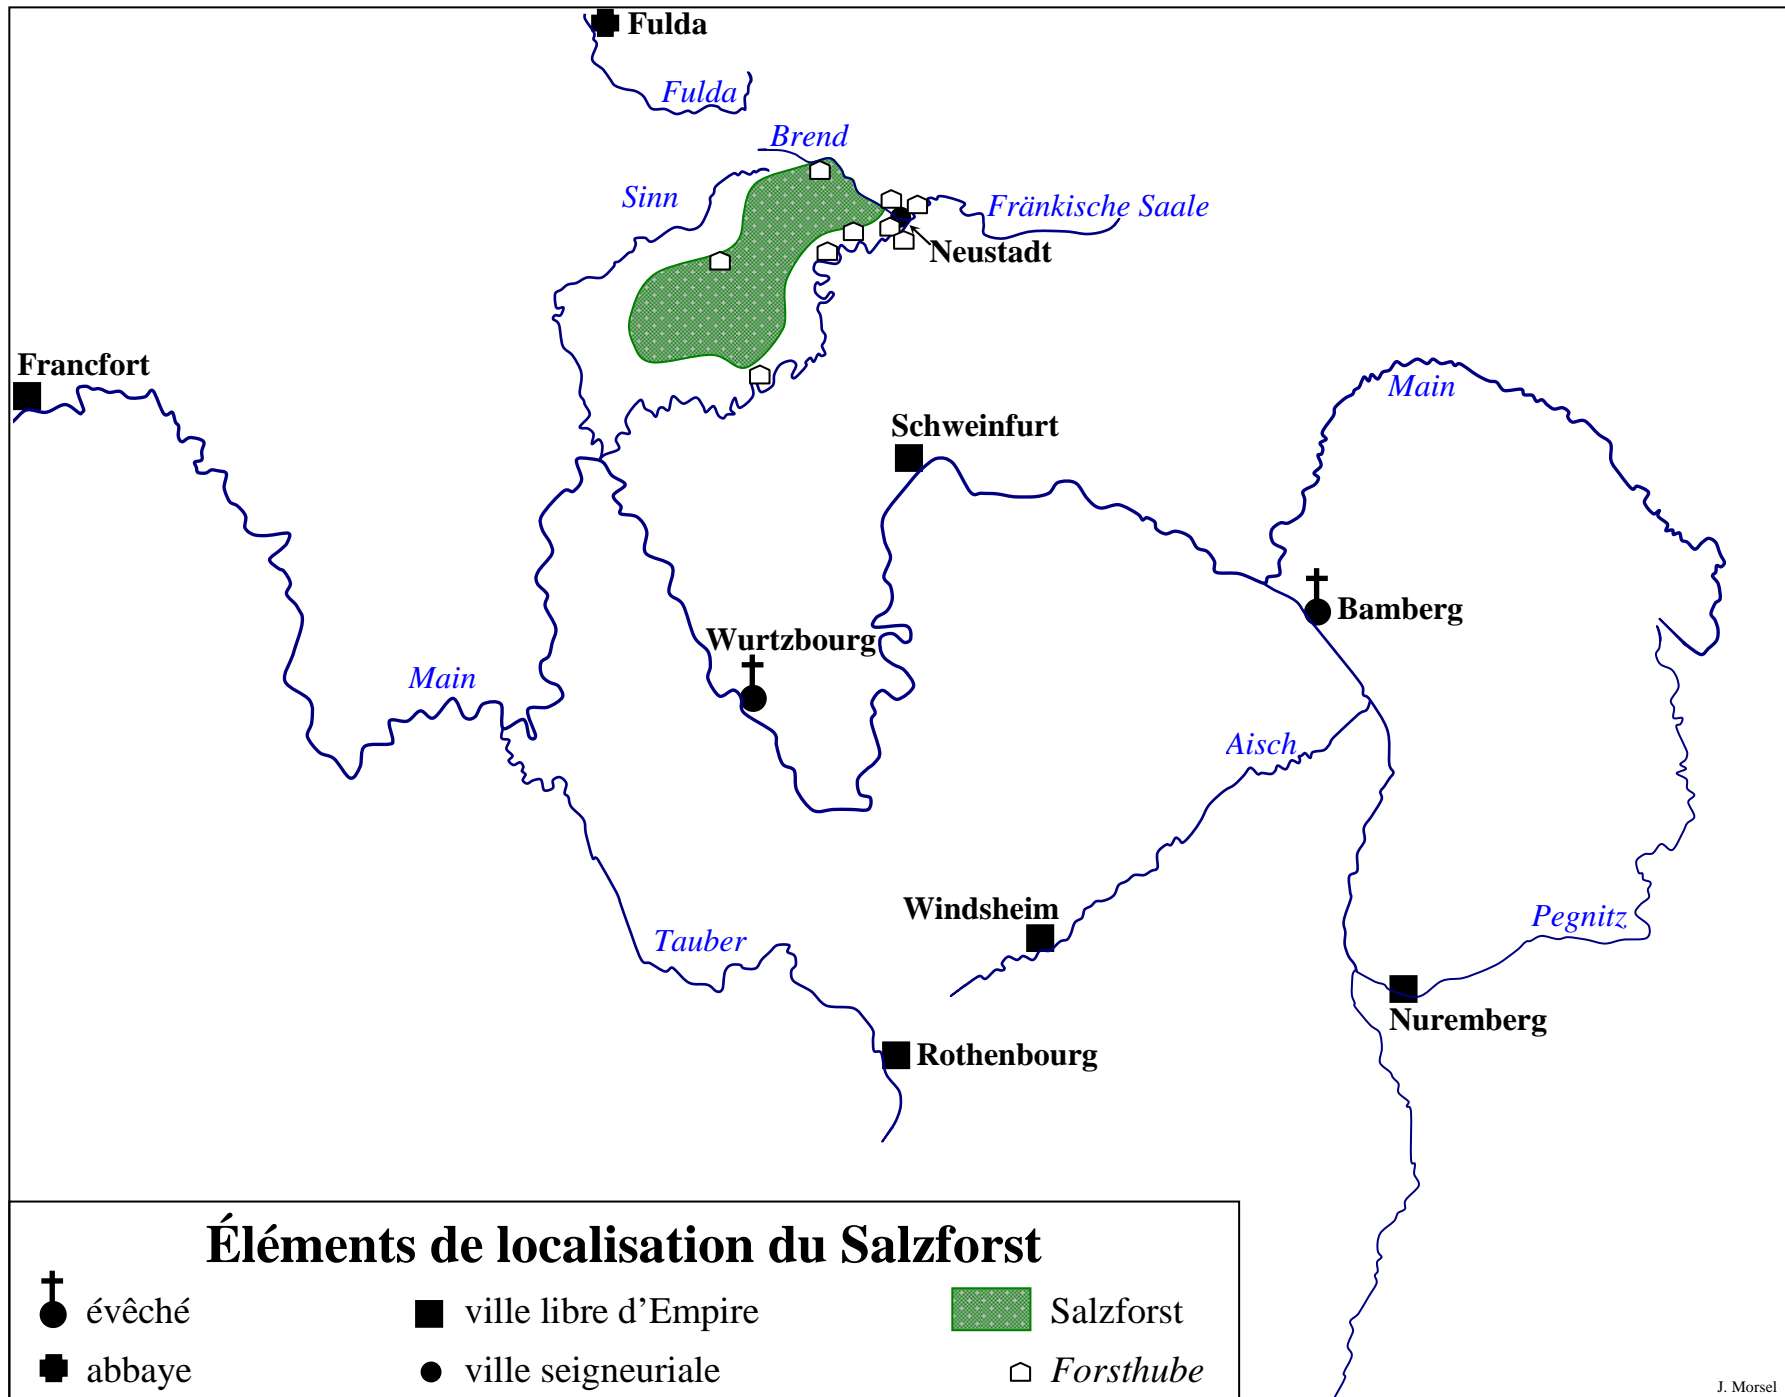 Fulda
Fulda
Brend
Sinn
Fränkische Saale
Neustadt
Francfort
Main
Schweinfurt
Bamberg
Wurtzbourg
Main
Aisch
Windsheim
Pegnitz
Tauber
Nuremberg
Rothenbourg
Éléments de localisation du Salzforst
évêché
ville libre d’Empire
Salzforst
abbaye
ville seigneuriale
Forsthube
J. Morsel